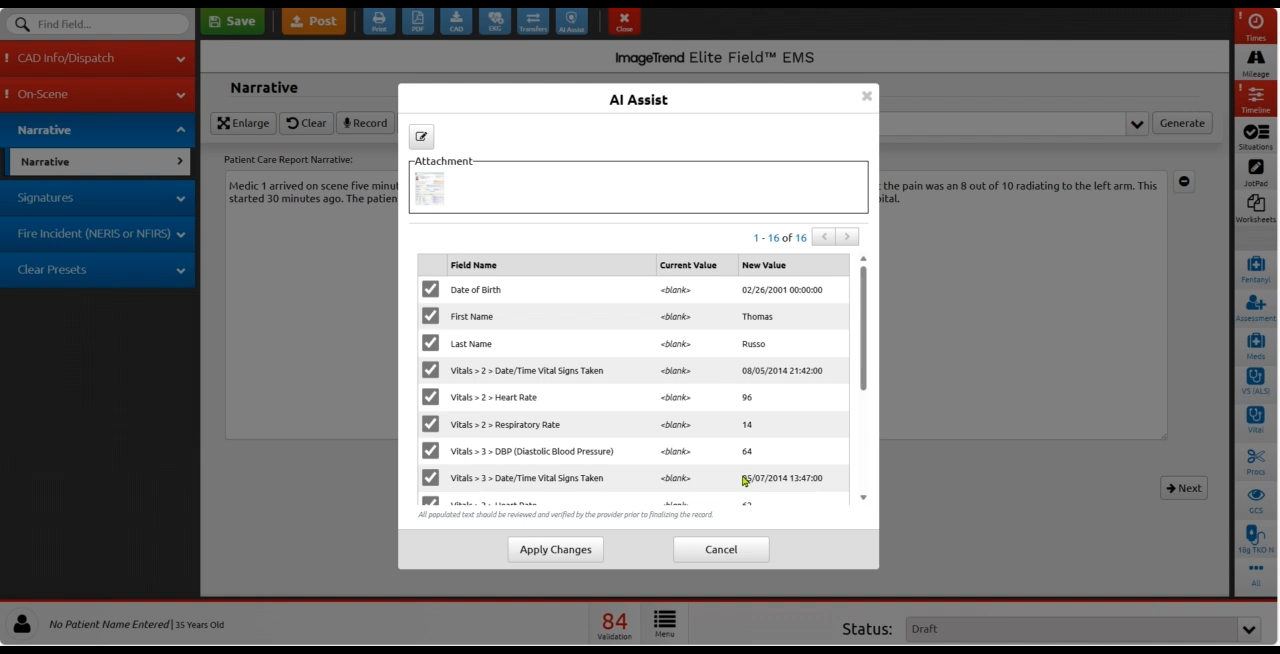 Find field...
Save
Post
Print
PDF
CAD
EKG
Transfers
AI Assist
Close
Times
! CAD Info/Dispatch
ImageTrend Elite Field™ EMS
Mileage
! On-Scene
Narrative
AI Assist
Timeline
Narrative
Enlarge
Clear
Record
Generate
Situations
Narrative
Patient Care Report Narrative:
Attachment
JotPad
Medic 1 arrived on scene five minut
the pain was an 8 out of 10 radiating to the left arm. This
started 30 minutes ago. The patien
ital.
Signatures
Worksheets
Fire Incident (NERIS or NFIRS)
1 - 16 of 16
Clear Presets
Field Name Current Value New Value
Fentanyl
Date of Birth <blank> 02/26/2001 00:00:00
First Name <blank> Thomas
Assessment
Last Name <blank> Russo
Meds
Vitals > 2 > Date/Time Vital Signs Taken <blank> 08/05/2014 21:42:00
VS (ALS)
Vitals > 2 > Heart Rate <blank> 96
Vitals > 2 > Respiratory Rate <blank> 14
Vital
Vitals > 3 > DBP (Diastolic Blood Pressure) <blank> 64
Procs
Vitals > 3 > Date/Time Vital Signs Taken <blank> 05/07/2014 13:47:00
Next
GCS
All populated text should be reviewed and verified by the provider prior to finalizing the record.
Apply Changes
Cancel
18g TKO N
All
No Patient Name Entered | 35 Years Old
84
Validation
Menu
Status:
Draft